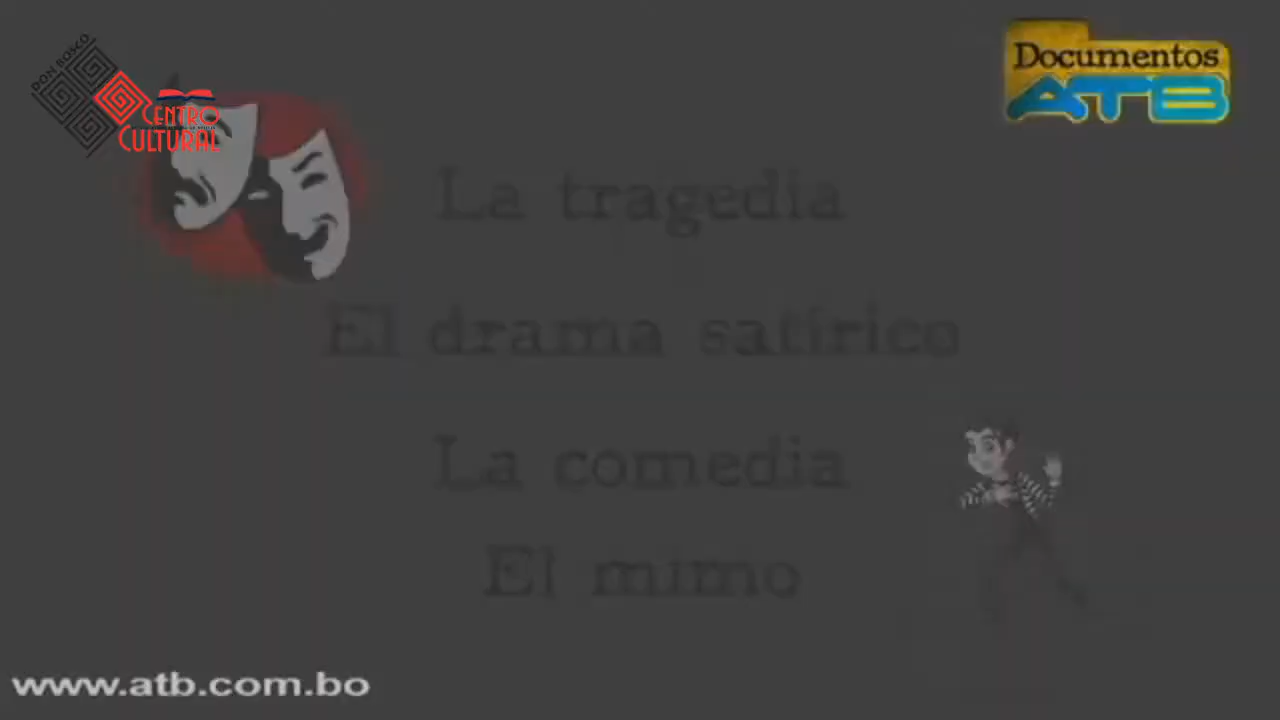 DON BOSCO
CENTRO
CULTURAL
Documentos
ATB
La tragedia
El drama satírico
La comedia
El mimo
www.atb.com.bo